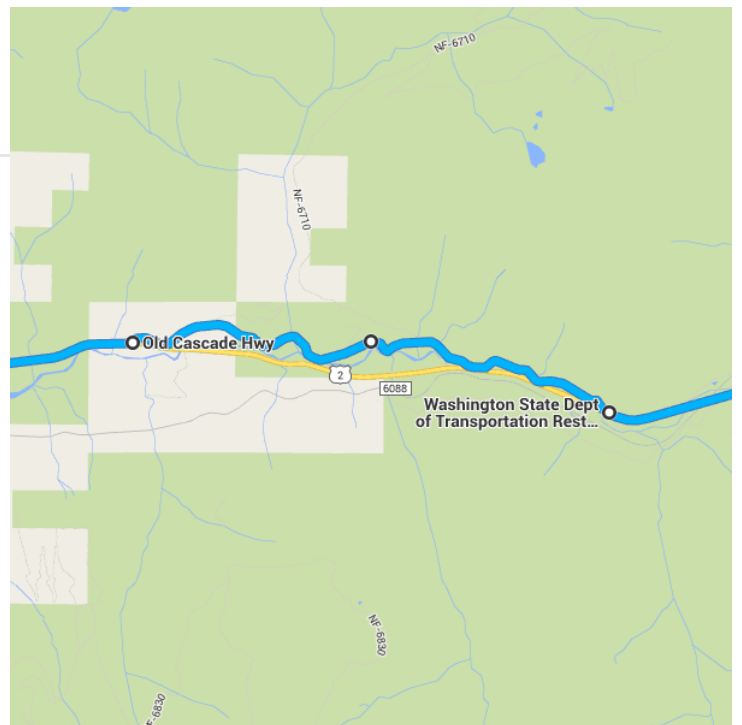 NF-6710
NF-6710
Old Cascade Hwy
2
6088
Washington State Dept
of Transportation Rest...
NF-6830
NF-6830